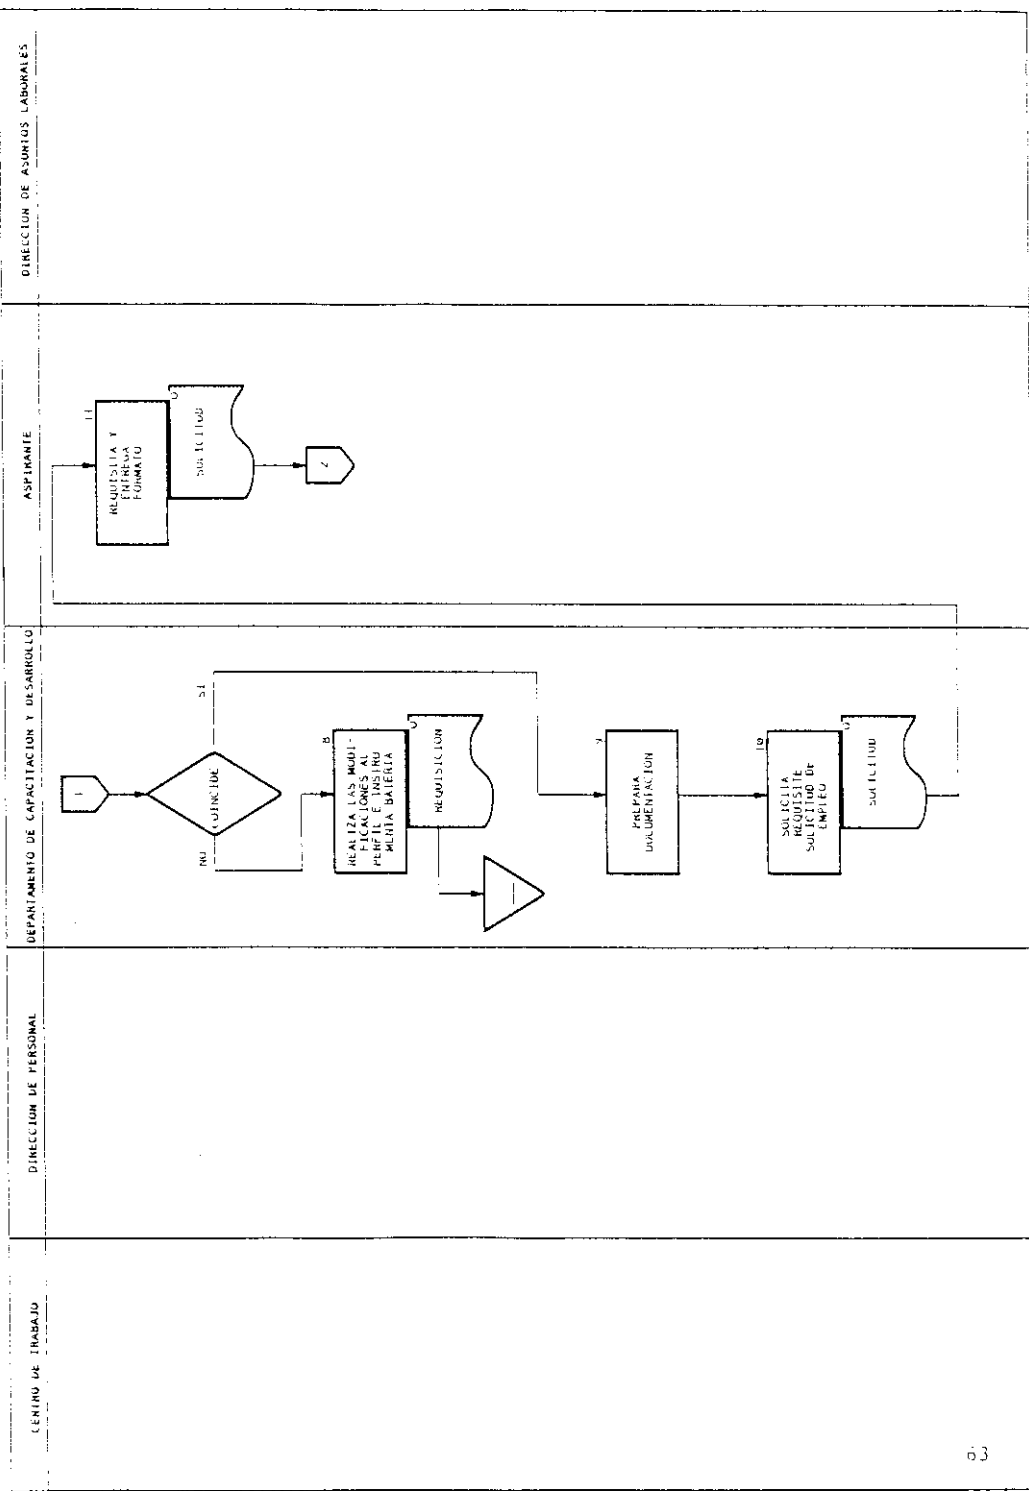 CENTRO DE TRABAJO
DIRECCION DE PERSONAL
DEPARTAMENTO DE CAPACITACION Y DESARROLLO
ASPIRANTE
DIRECCION DE ASUNTOS LABORALES
1
COINCIDE
NO
SI
8
REALIZA LAS MODI-
FICACIONES AL
PERFIL E INSTRU
MENTA BATERIA
REQUISICION
O
9
PREPARA
DOCUMENTACION
10
SOLICITA
REQUISITE
SOLICITUD DE
EMPLEO
SOLICITUD
O
11
REQUISITA Y
ENTREGA
FORMATO
SOLICITUD
O
2
63